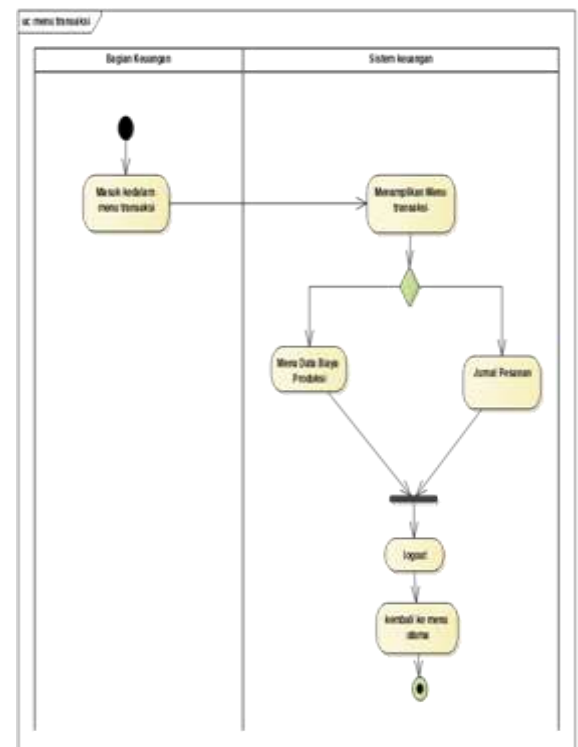 uc menu transaksi
Bagian Keuangan
Sistem keuangan
Masuk kedalam
menu transaksi
Menampilkan Menu
transaksi
Menu Data Biaya
Produksi
Jurnal Pesanan
logout
kembali ke menu
utama